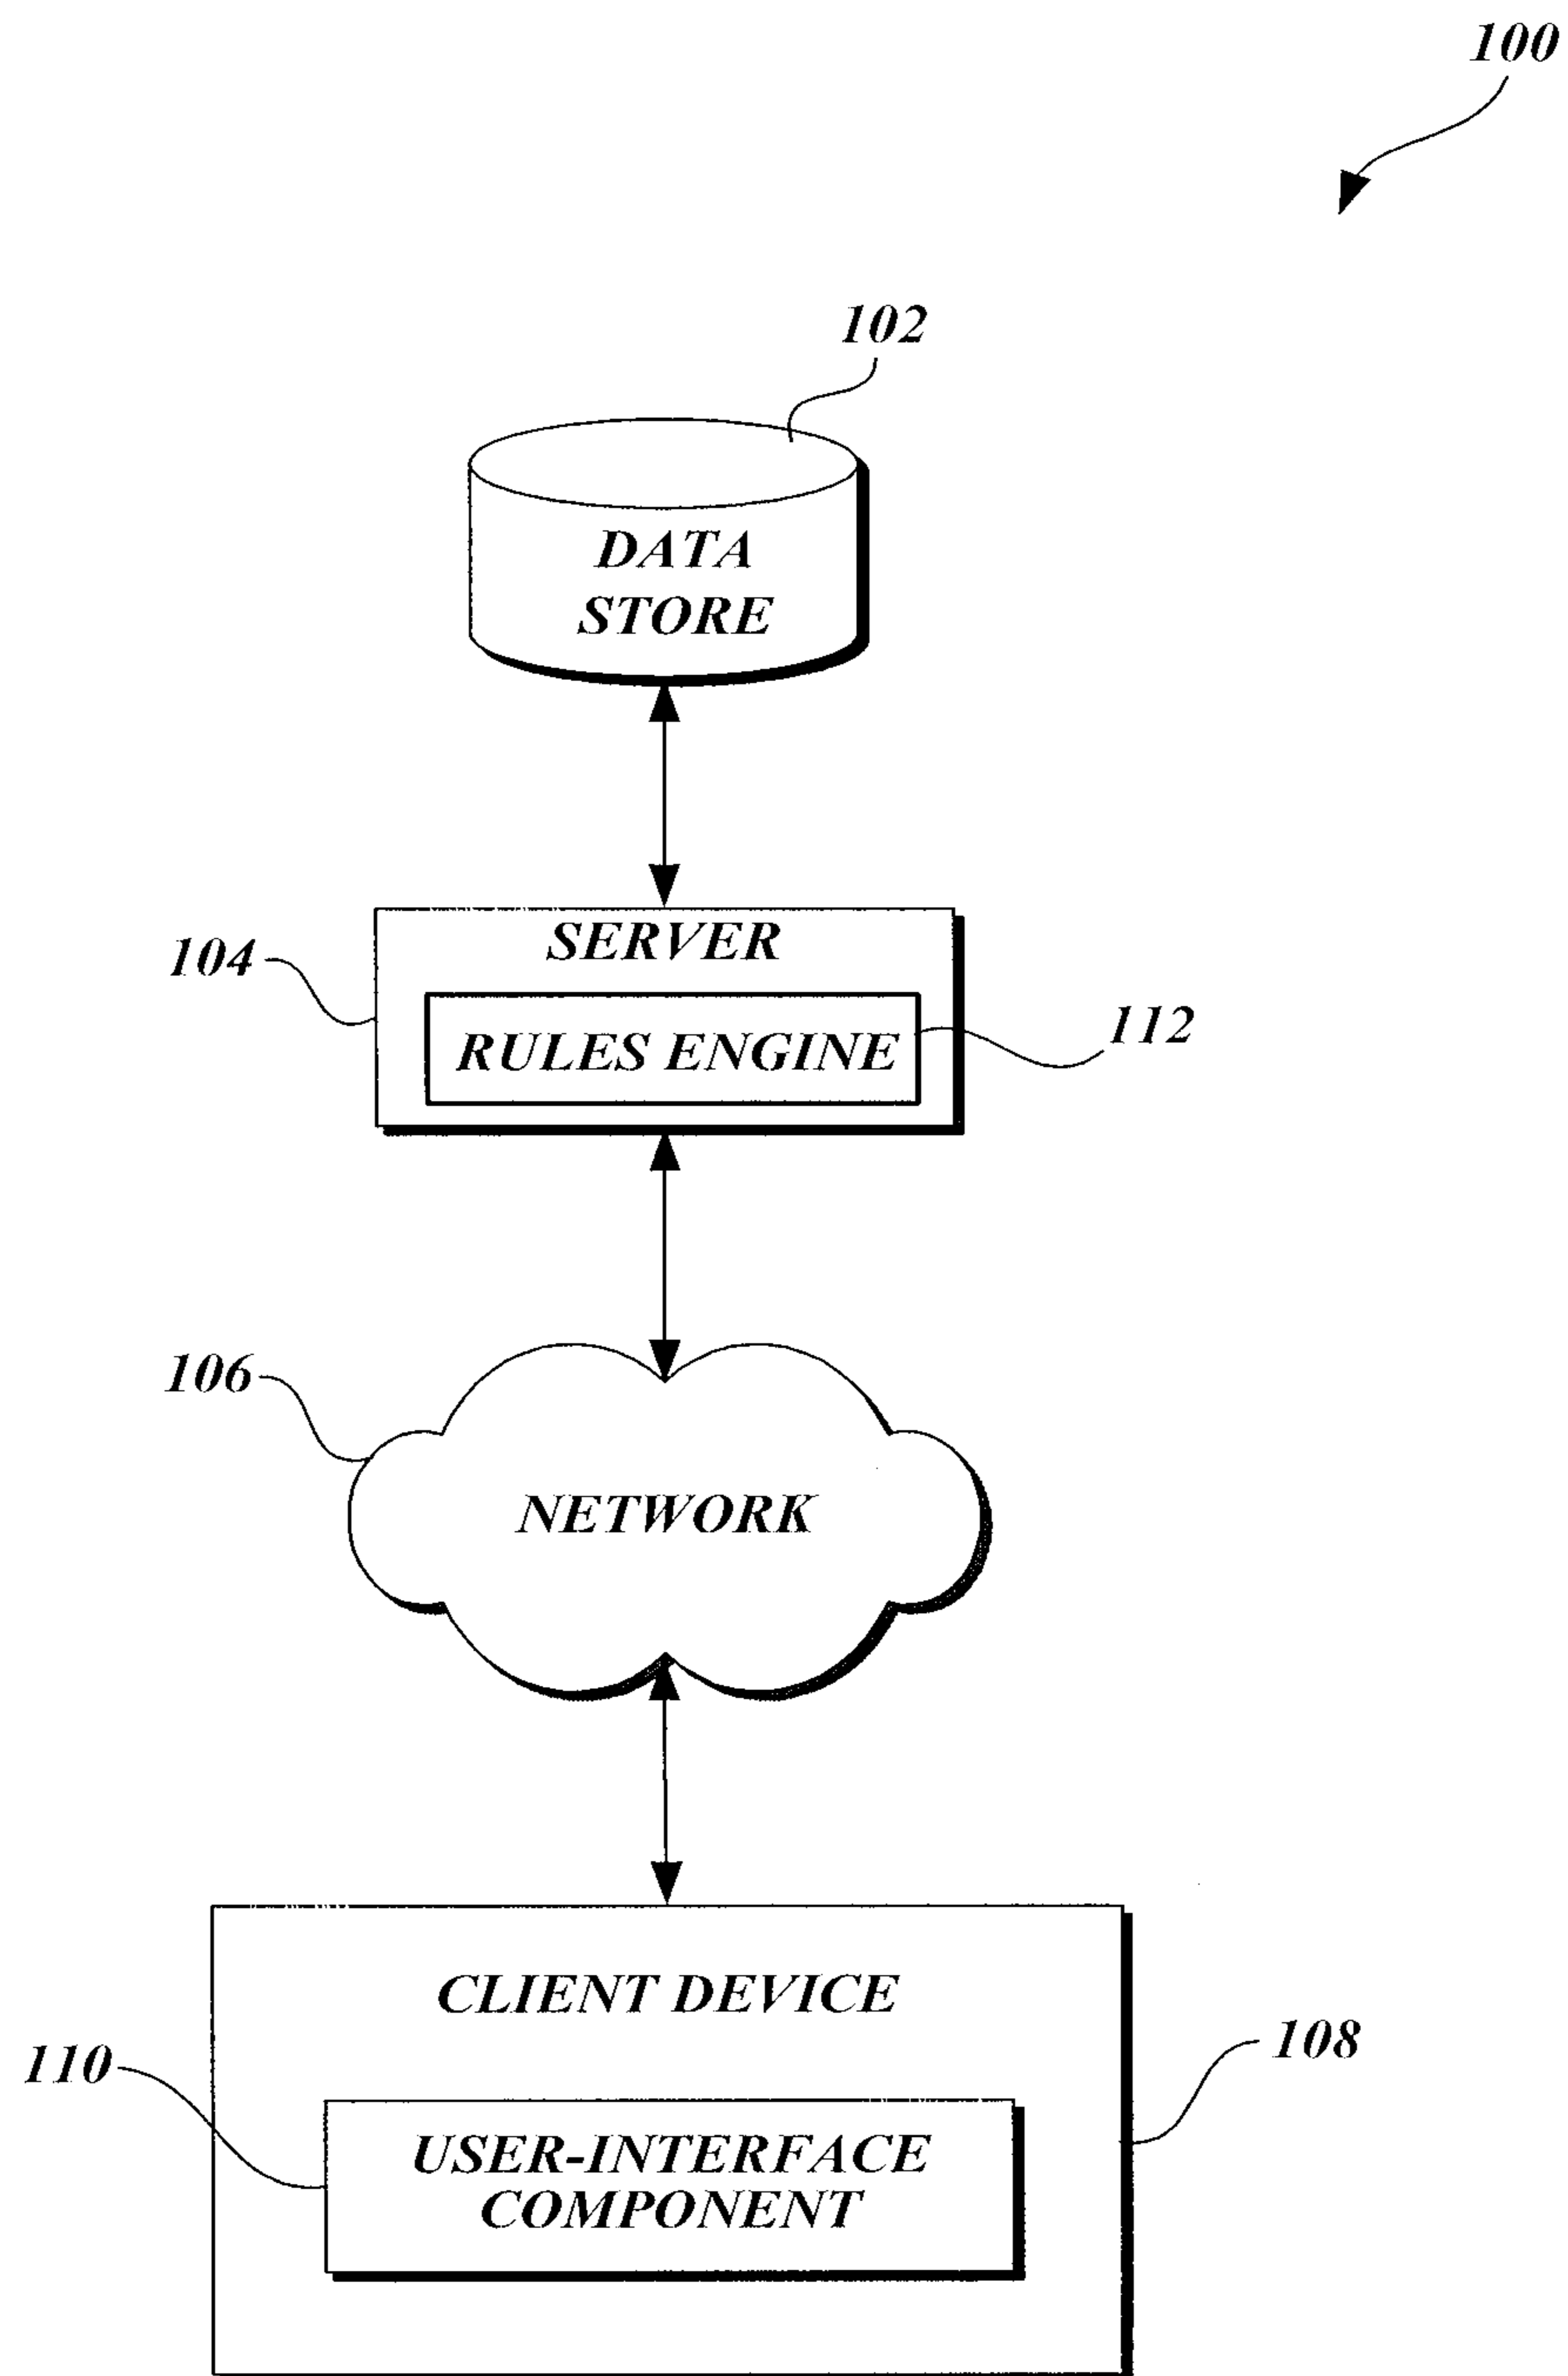 100
102
DATA
STORE
SERVER
104
RULES ENGINE
112
106
NETWORK
CLIENT DEVICE
108
110
USER-INTERFACE
COMPONENT